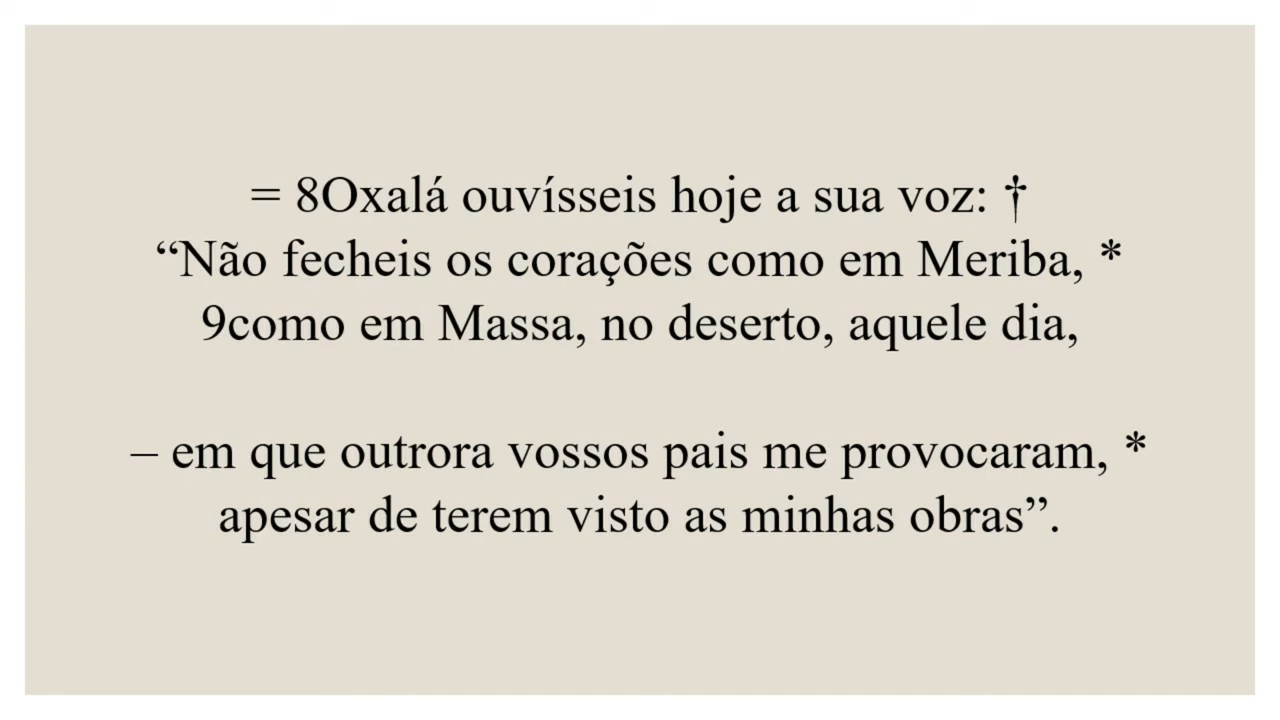 = 8Oxalá ouvísseis hoje a sua voz: †
“Não fecheis os corações como em Meriba, *
9como em Massa, no deserto, aquele dia,
– em que outrora vossos pais me provocaram, *
apesar de terem visto as minhas obras”.